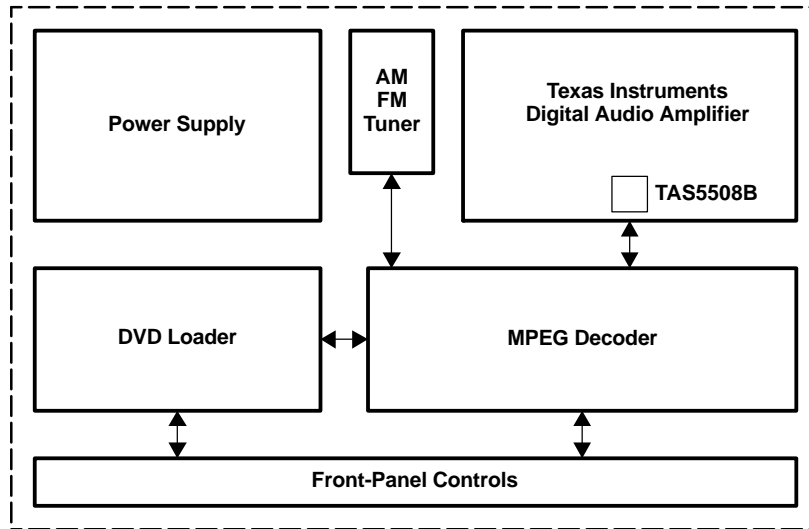 Power Supply
AM
FM
Tuner
Texas Instruments
Digital Audio Amplifier
TAS5508B
DVD Loader
MPEG Decoder
Front-Panel Controls